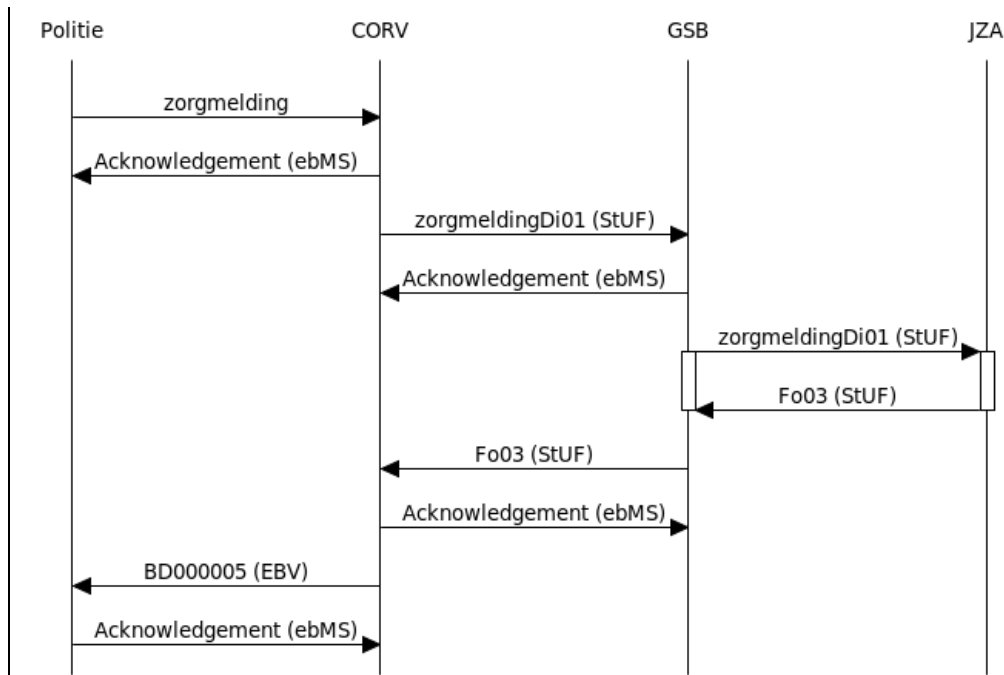 Politie CORV GSB JZA
zorgmelding
Acknowledgement (ebMS)
zorgmeldingDi01 (StUF)
Acknowledgement (ebMS)
zorgmeldingDi01 (StUF)
Fo03 (StUF)
Fo03 (StUF)
Acknowledgement (ebMS)
BD000005 (EBV)
Acknowledgement (ebMS)